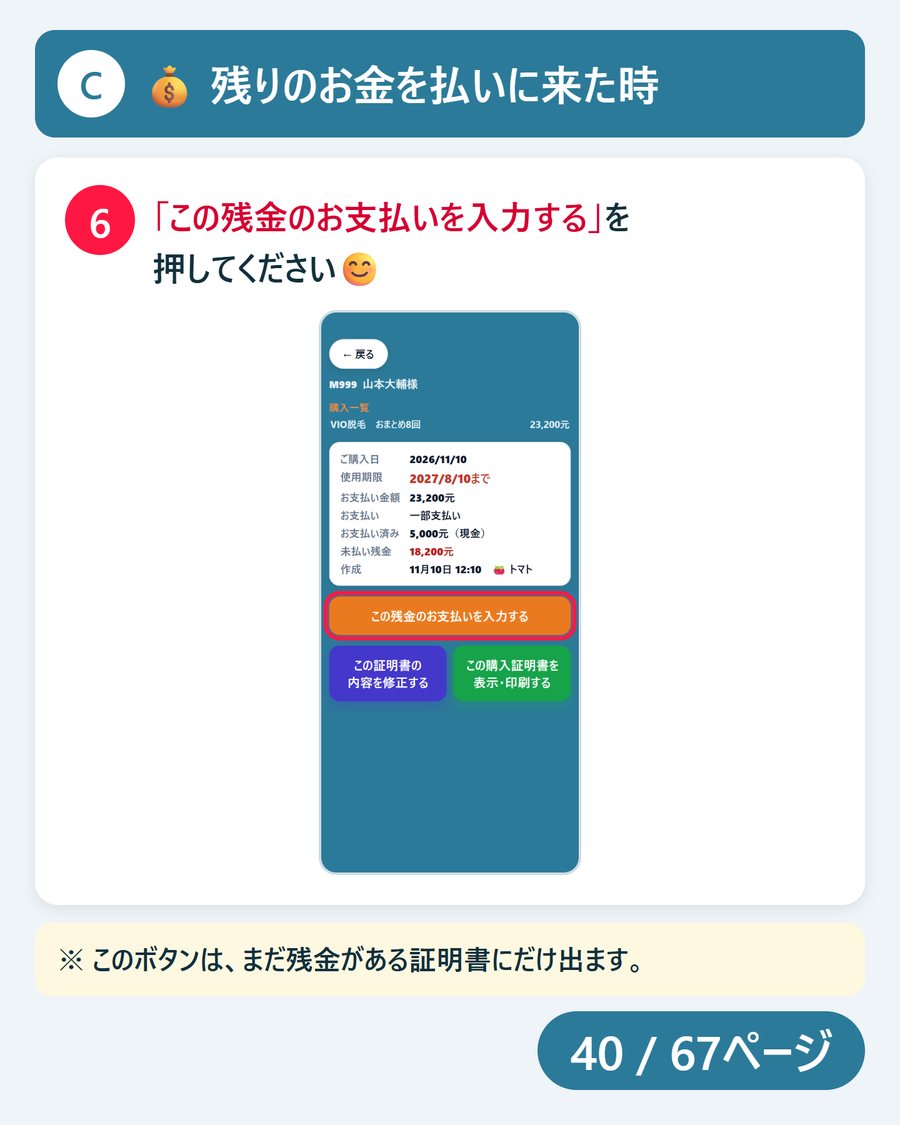 C 💰 残りのお金を払いに来た時
6 「この残金のお支払いを入力する」を
押してください😊
← 戻る
M999 山本大輔様
購入一覧
VIO脱毛 おまとめ8回 23,200元
ご購入日 2026/11/10
使用期限 2027/8/10まで
お支払い金額 23,200元
お支払い 一部支払い
お支払い済み 5,000元（現金）
未払い残金 18,200元
作成 11月10日 12:10 🍅 トマト
この残金のお支払いを入力する
この証明書の
内容を修正する
この購入証明書を
表示・印刷する
※ このボタンは、まだ残金がある証明書にだけ出ます。
40 / 67ページ